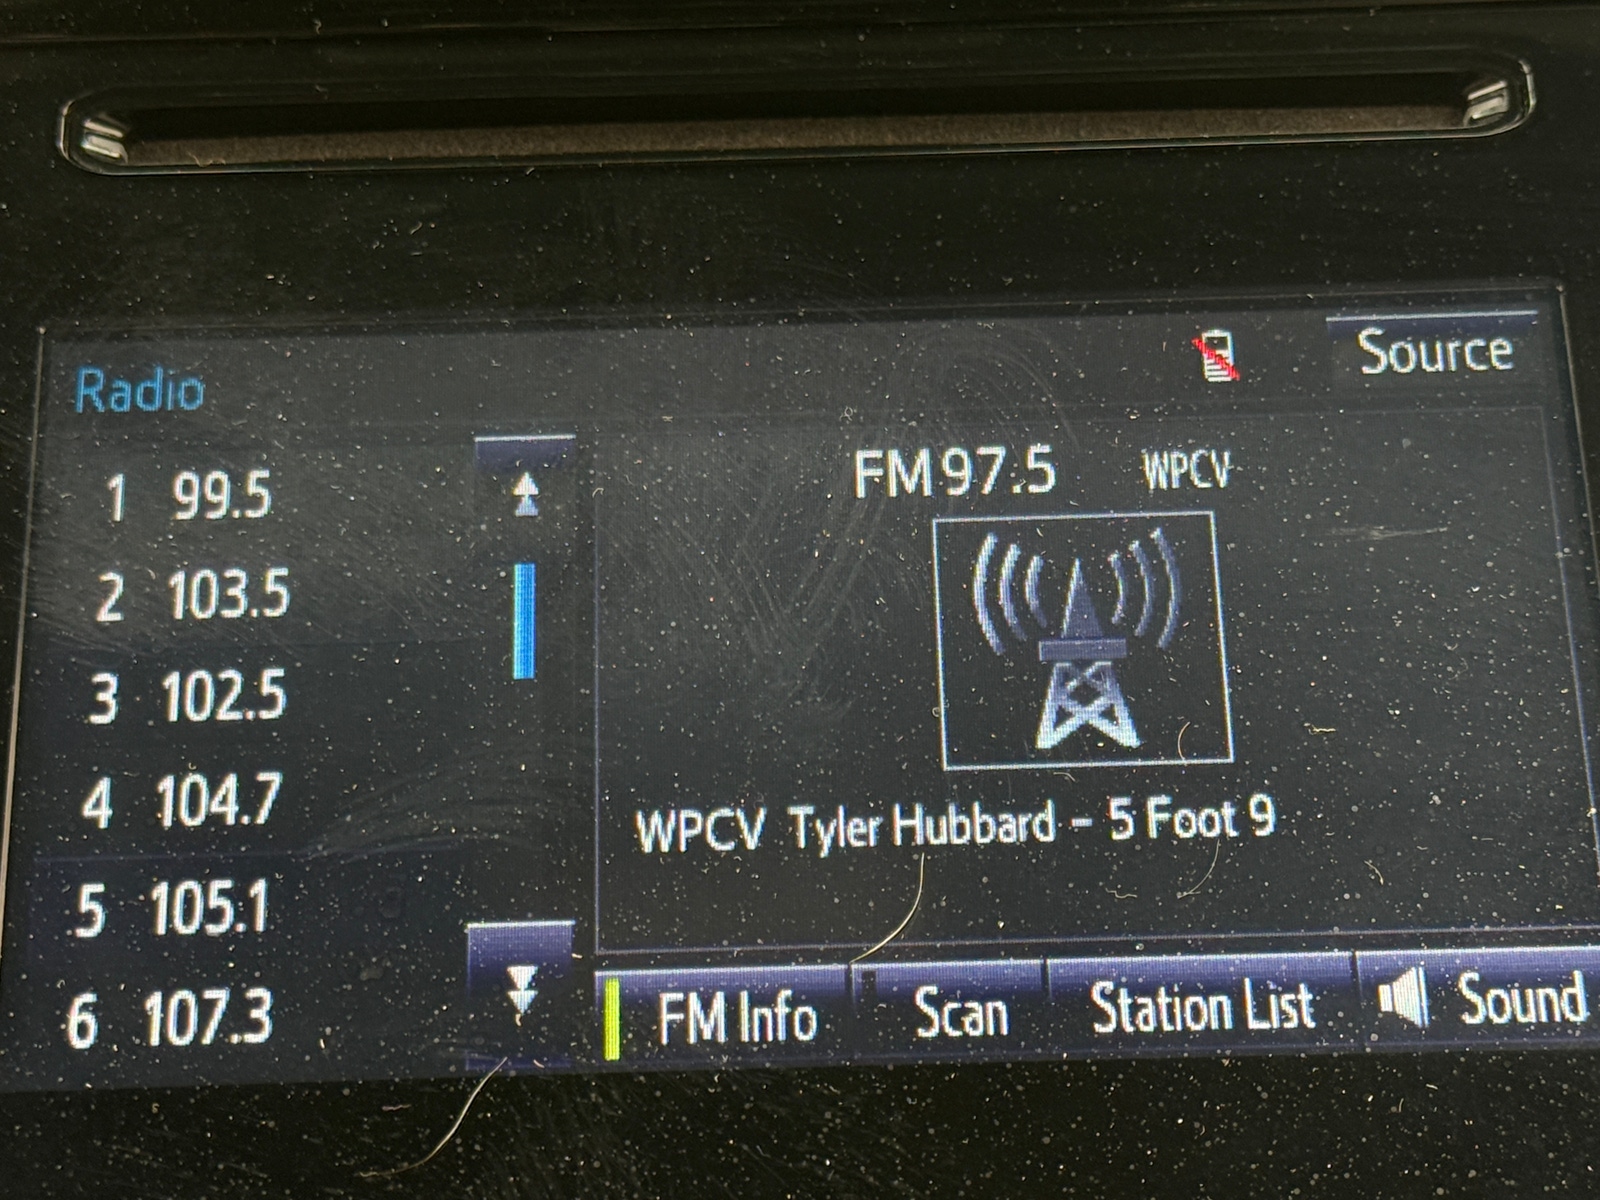 Radio
Source
1 99.5
2 103.5
3 102.5
4 104.7
5 105.1
6 107.3
FM 97.5 WPCV
WPCV Tyler Hubbard - 5 Foot 9
FM Info
Scan
Station List
Sound